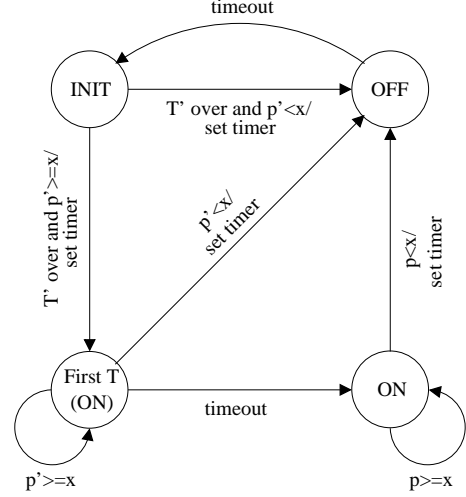 timeout
INIT
OFF
T' over and p'<x/
set timer
T' over and p'>=x/
set timer
p'<x/
set timer
p<x/
set timer
First T
(ON)
ON
timeout
p'>=x
p>=x